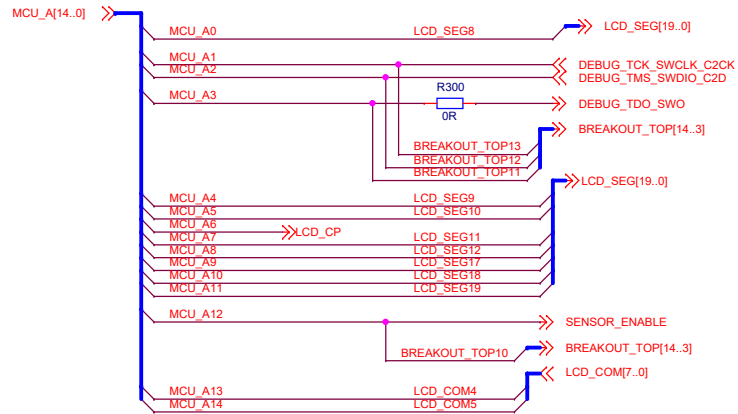 MCU_A[14..0]
MCU_A0 LCD_SEG8 LCD_SEG[19..0]
MCU_A1 DEBUG_TCK_SWCLK_C2CK
MCU_A2 DEBUG_TMS_SWDIO_C2D
R300
MCU_A3 DEBUG_TDO_SWO
0R
BREAKOUT_TOP[14..3]
BREAKOUT_TOP13
BREAKOUT_TOP12
BREAKOUT_TOP11
LCD_SEG[19..0]
MCU_A4 LCD_SEG9
MCU_A5 LCD_SEG10
MCU_A6 LCD_CP
MCU_A7 LCD_SEG11
MCU_A8 LCD_SEG12
MCU_A9 LCD_SEG17
MCU_A10 LCD_SEG18
MCU_A11 LCD_SEG19
MCU_A12 SENSOR_ENABLE
BREAKOUT_TOP10 BREAKOUT_TOP[14..3]
LCD_COM[7..0]
MCU_A13 LCD_COM4
MCU_A14 LCD_COM5